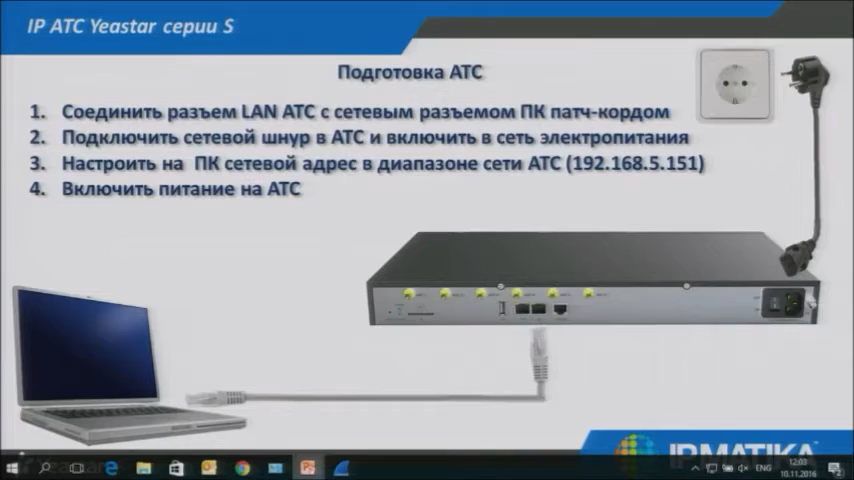 IP АТС Yeastar серии S
Подготовка АТС
1. Соединить разъем LAN АТС с сетевым разъемом ПК патч-кордом
2. Подключить сетевой шнур в АТС и включить в сеть электропитания
3. Настроить на ПК сетевой адрес в диапазоне сети АТС (192.168.5.151)
4. Включить питание на АТС
IPMATIKA
ENG
12:03
10.11.2016